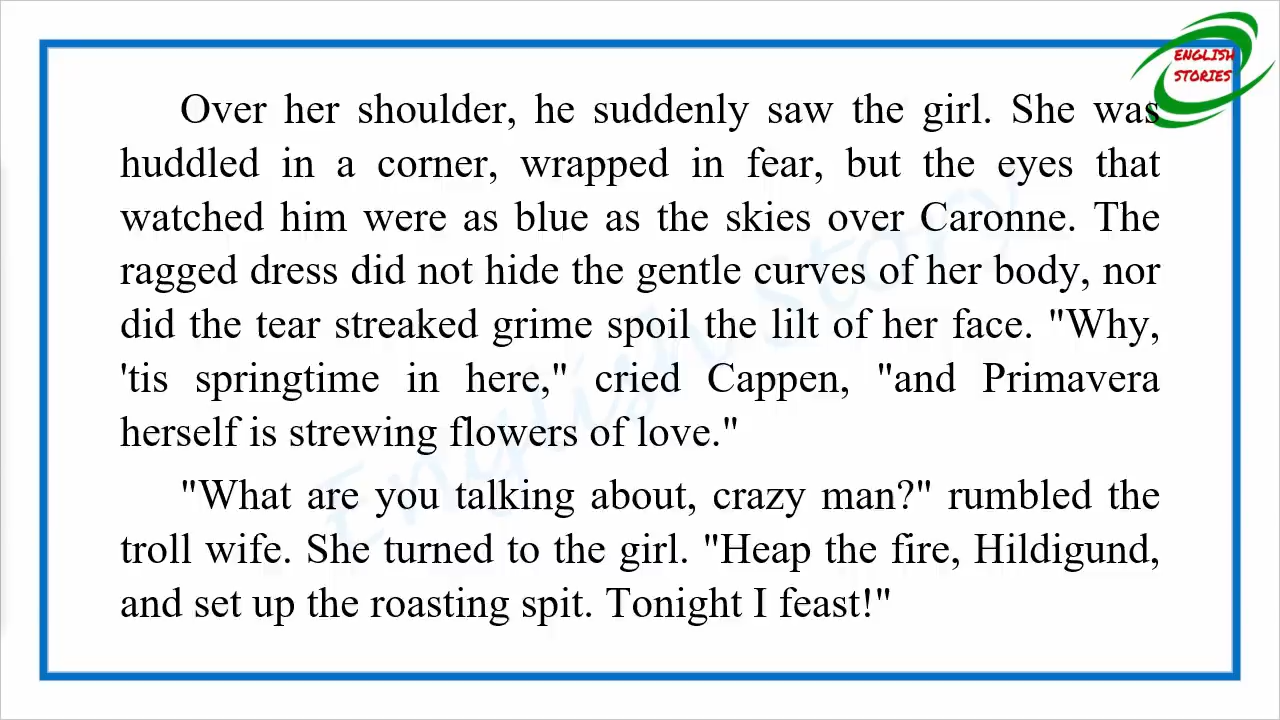 ENGLISH
STORIES
Over her shoulder, he suddenly saw the girl. She was
huddled in a corner, wrapped in fear, but the eyes that
watched him were as blue as the skies over Caronne. The
ragged dress did not hide the gentle curves of her body, nor
did the tear streaked grime spoil the lilt of her face. "Why,
'tis springtime in here," cried Cappen, "and Primavera
herself is strewing flowers of love."
"What are you talking about, crazy man?" rumbled the
troll wife. She turned to the girl. "Heap the fire, Hildigund,
and set up the roasting spit. Tonight I feast!"
English Story